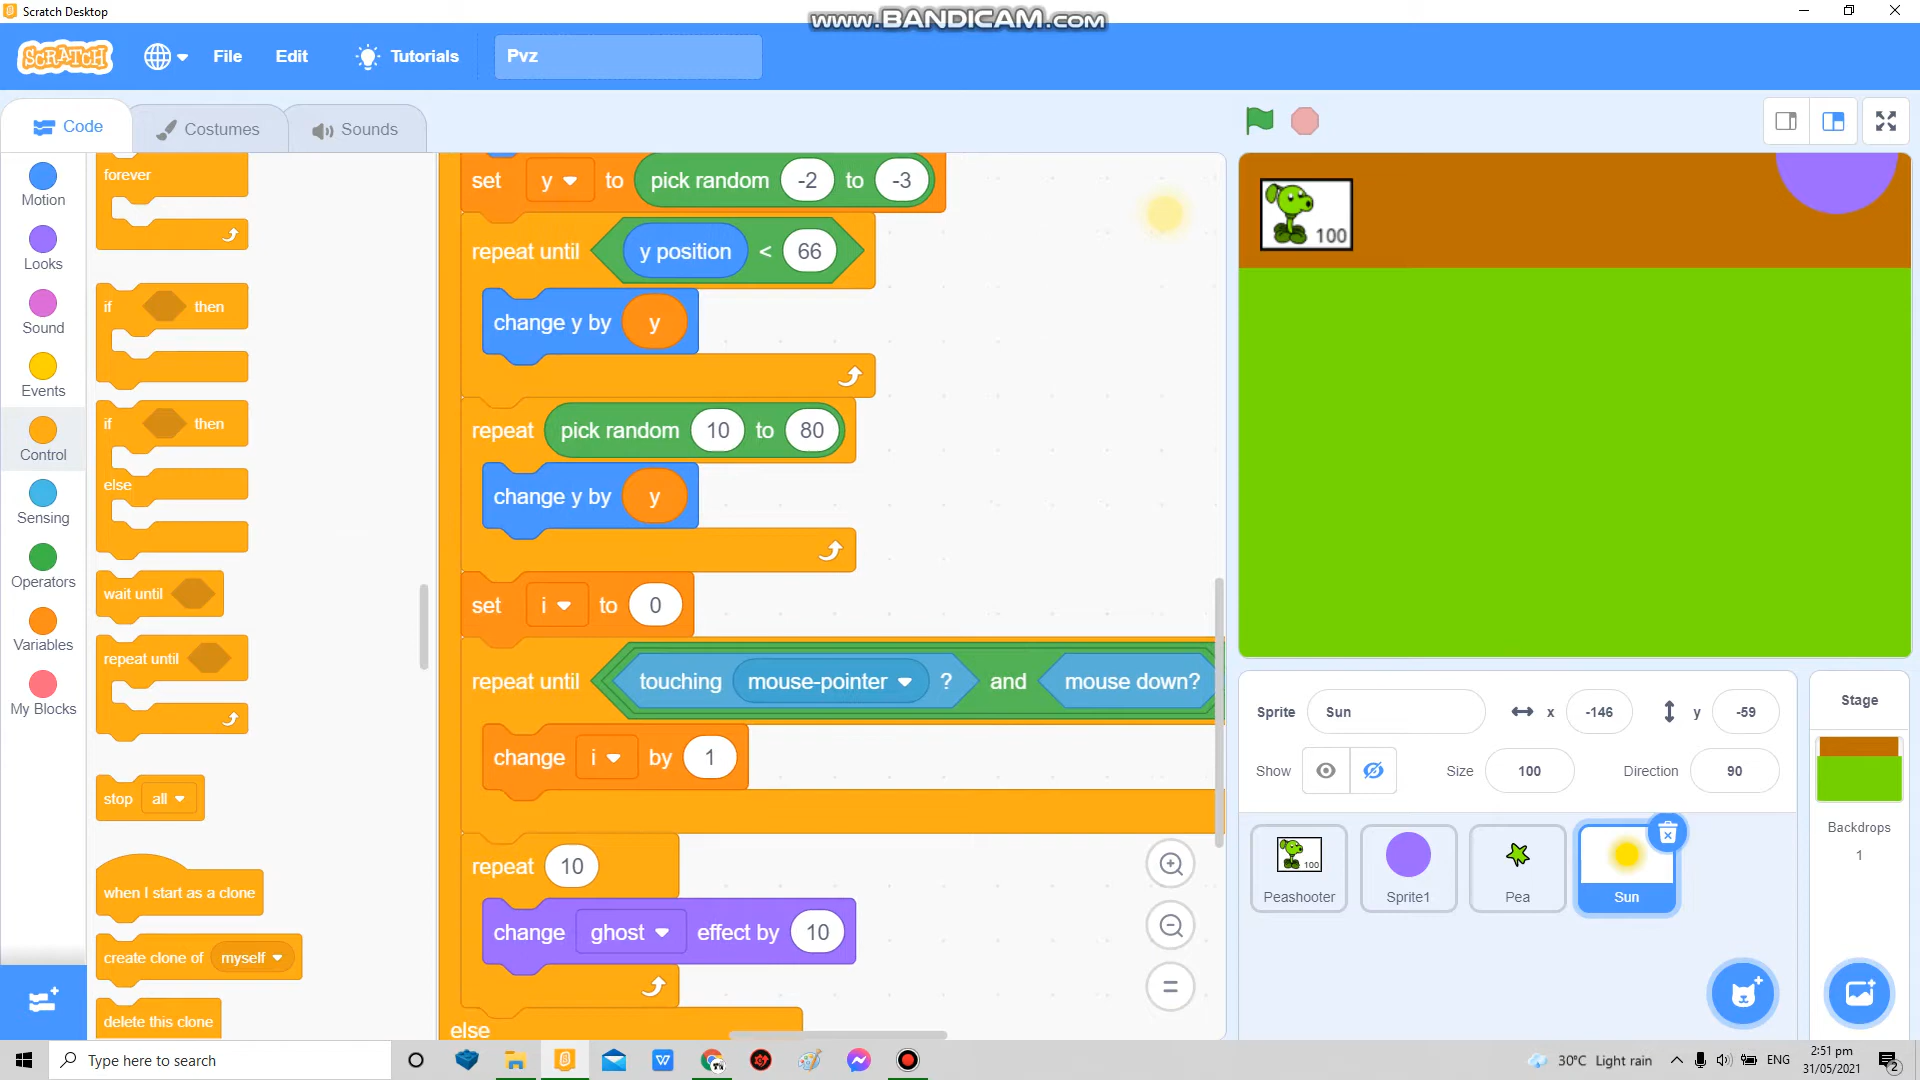 Scratch Desktop
www.BANDICAM.com
SCRATCH
File
Edit
Tutorials
Pvz
Code
Costumes
Sounds
Motion
Looks
Sound
Events
Control
Sensing
Operators
Variables
My Blocks
forever
if then
if then
else
wait until
repeat until
stop all
when I start as a clone
create clone of myself
delete this clone
set y to pick random -2 to -3
repeat until y position < 66
change y by y
repeat pick random 10 to 80
change y by y
set i to 0
repeat until touching mouse-pointer ? and mouse down?
change i by 1
repeat 10
change ghost effect by 10
else
100
Sprite Sun x -146 y -59
Show Size 100 Direction 90
100
Peashooter
Sprite1
Pea
Sun
Stage
Backdrops
1
Type here to search
30°C Light rain
ENG
2:51 pm
31/05/2021
2